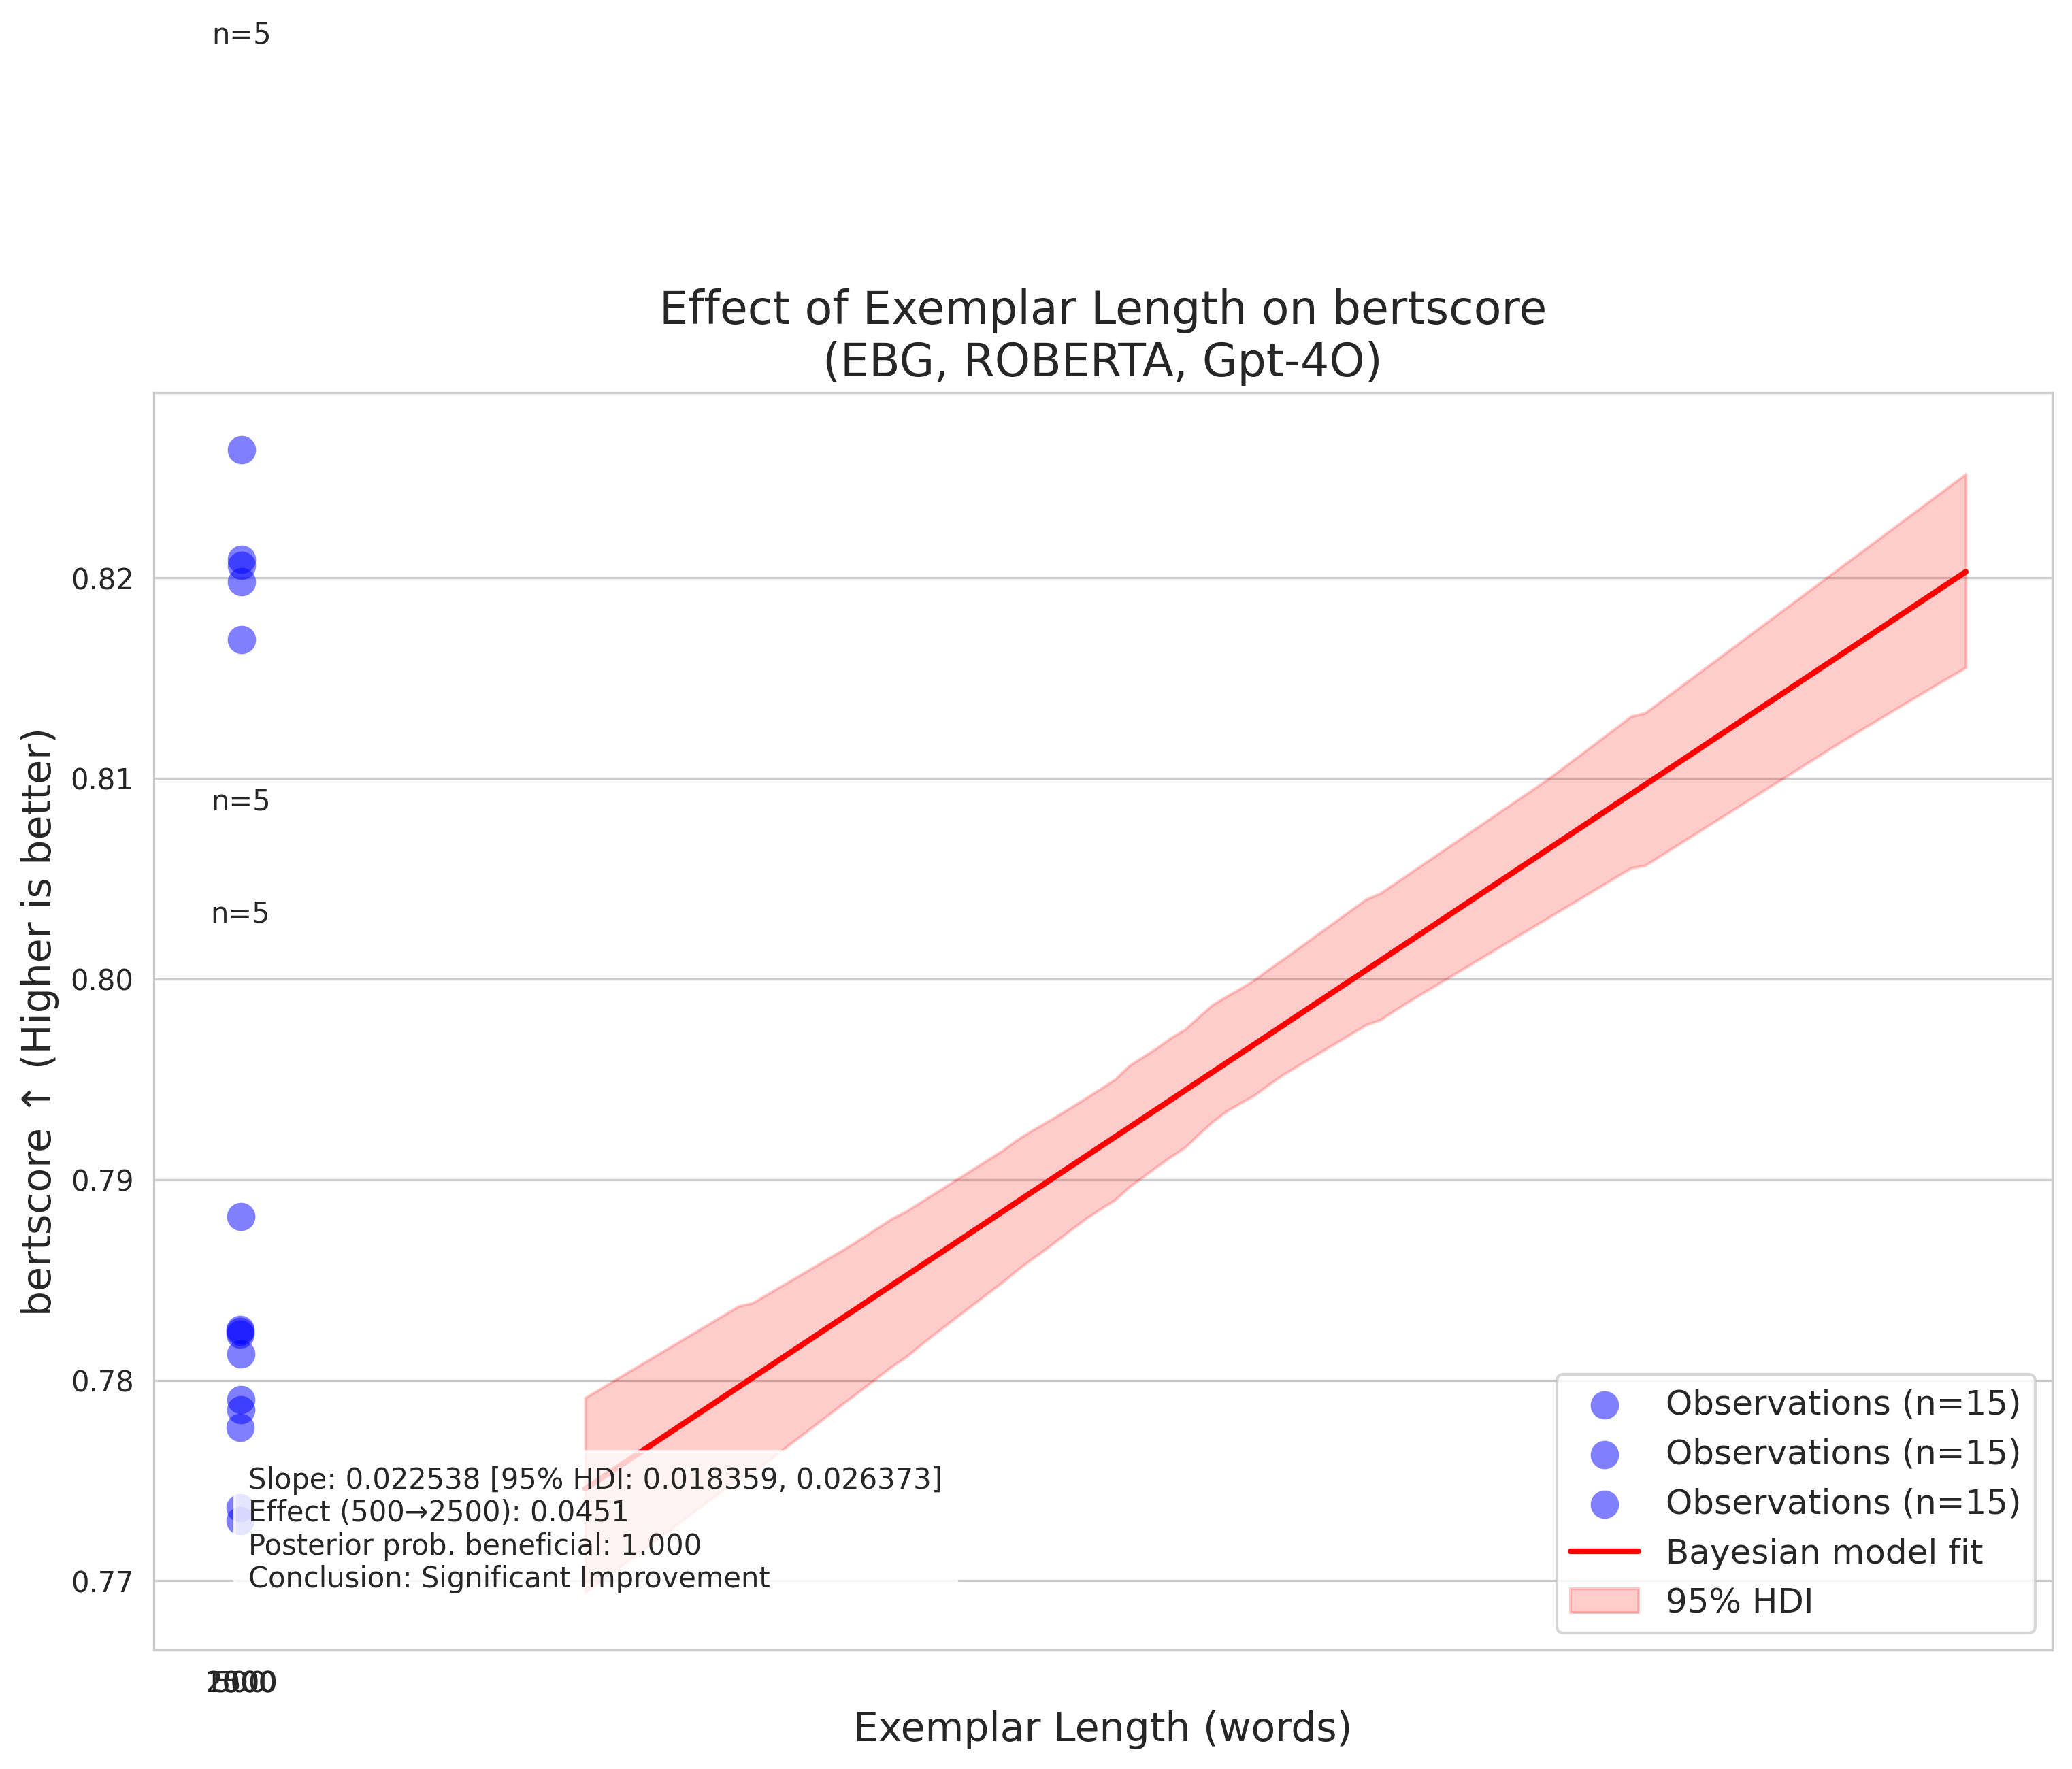 n=5
Effect of Exemplar Length on bertscore
(EBG, ROBERTA, Gpt-4O)
bertscore ↑ (Higher is better)
0.82
0.81
0.80
0.79
0.78
0.77
n=5
n=5
Slope: 0.022538 [95% HDI: 0.018359, 0.026373]
Effect (500→2500): 0.0451
Posterior prob. beneficial: 1.000
Conclusion: Significant Improvement
Observations (n=15)
Observations (n=15)
Observations (n=15)
Bayesian model fit
95% HDI
Exemplar Length (words)